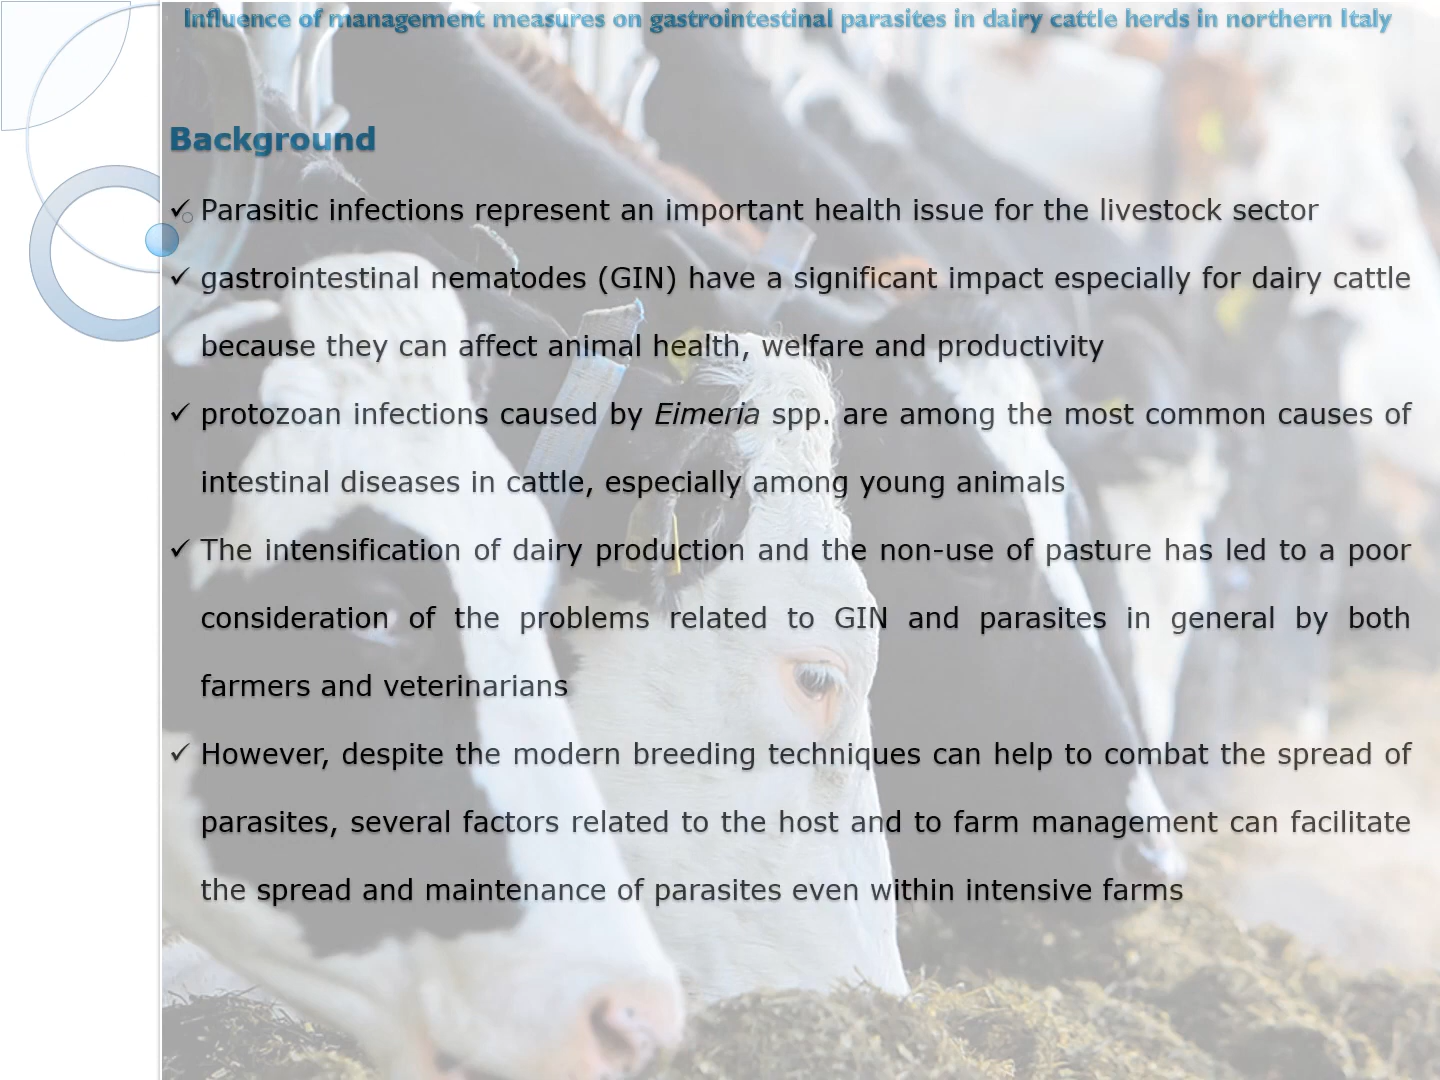 Influence of management measures on gastrointestinal parasites in dairy cattle herds in northern Italy
Background
✓ Parasitic infections represent an important health issue for the livestock sector
✓ gastrointestinal nematodes (GIN) have a significant impact especially for dairy cattle
because they can affect animal health, welfare and productivity
✓ protozoan infections caused by Eimeria spp. are among the most common causes of
intestinal diseases in cattle, especially among young animals
✓ The intensification of dairy production and the non-use of pasture has led to a poor
consideration of the problems related to GIN and parasites in general by both
farmers and veterinarians
✓ However, despite the modern breeding techniques can help to combat the spread of
parasites, several factors related to the host and to farm management can facilitate
the spread and maintenance of parasites even within intensive farms